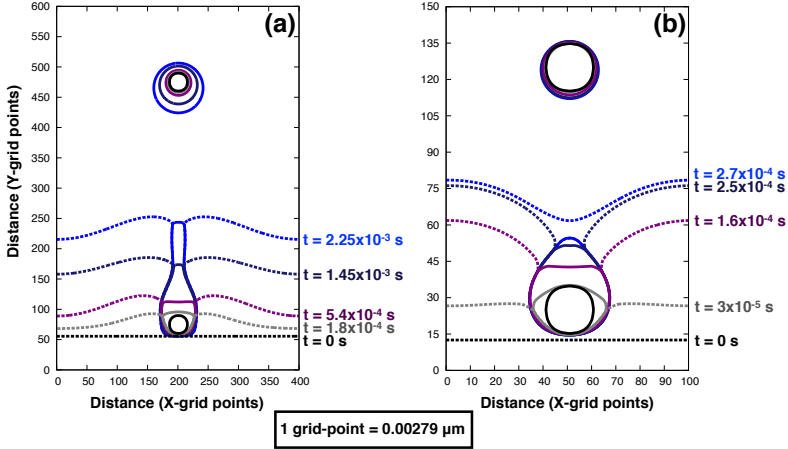 (a)
600
550
500
450
400
350
300
250
200
150
100
50
0
Distance (Y-grid points)
t = 2.25x10⁻³ s
t = 1.45x10⁻³ s
t = 5.4x10⁻⁴ s
t = 1.8x10⁻⁴ s
t = 0 s
0 50 100 150 200 250 300 350 400
Distance (X-grid points)
(b)
150
135
120
105
90
75
60
45
30
15
0
t = 2.7x10⁻⁴ s
t = 2.5x10⁻⁴ s
t = 1.6x10⁻⁴ s
t = 3x10⁻⁵ s
t = 0 s
0 10 20 30 40 50 60 70 80 90 100
Distance (X-grid points)
1 grid-point = 0.00279 µm